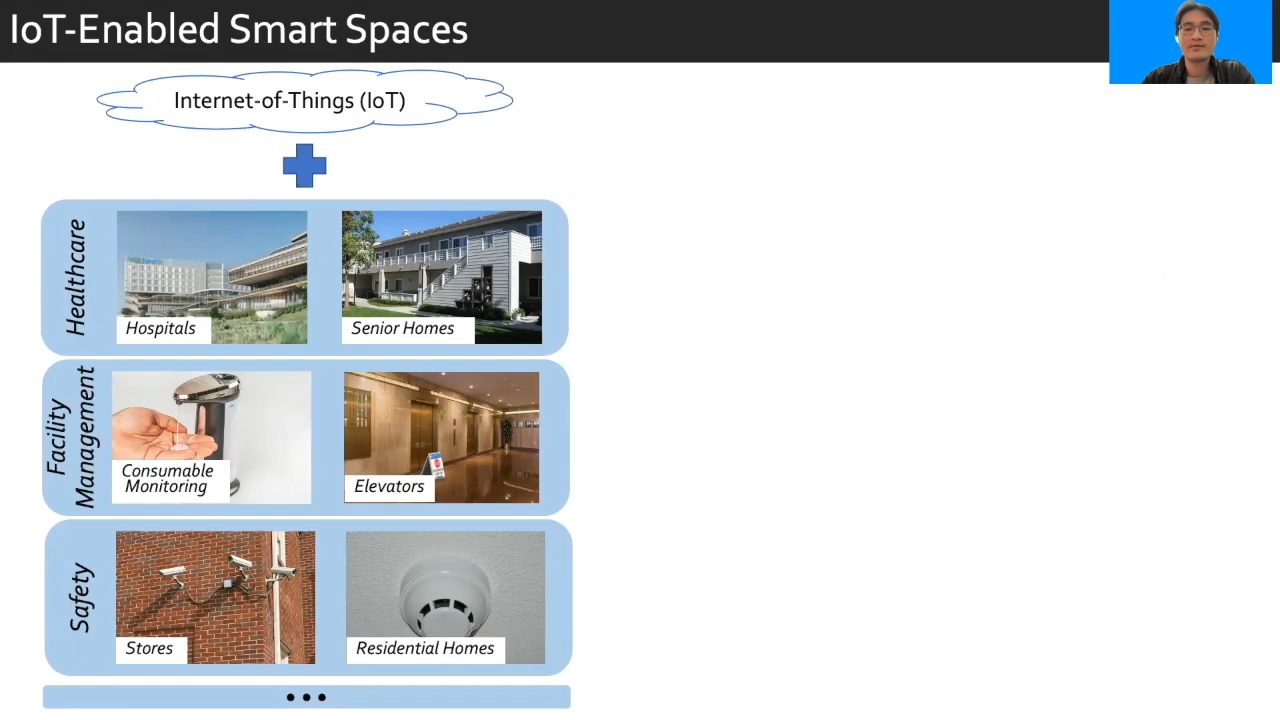 IoT-Enabled Smart Spaces
Internet-of-Things (IoT)
Healthcare
Hospitals
Senior Homes
Facility
Management
Consumable
Monitoring
Elevators
Safety
Stores
Residential Homes
•••